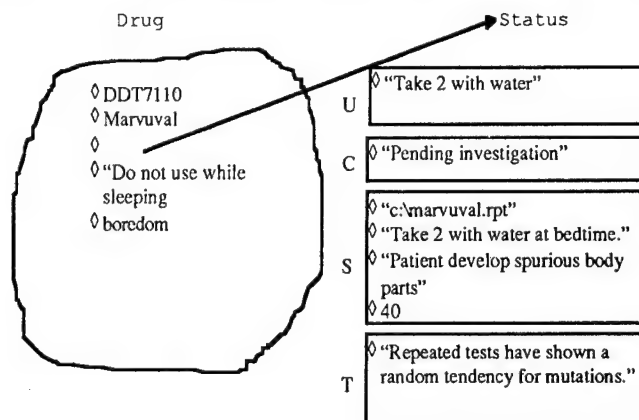 Drug
Status
◊ DDT7110
◊ Marvuval
◊
◊ "Do not use while
sleeping
◊ boredom
U
◊ "Take 2 with water"
C
◊ "Pending investigation"
S
◊ "c:\marvuval.rpt"
◊ "Take 2 with water at bedtime."
◊ "Patient develop spurious body
parts"
◊ 40
T
◊ "Repeated tests have shown a
random tendency for mutations."